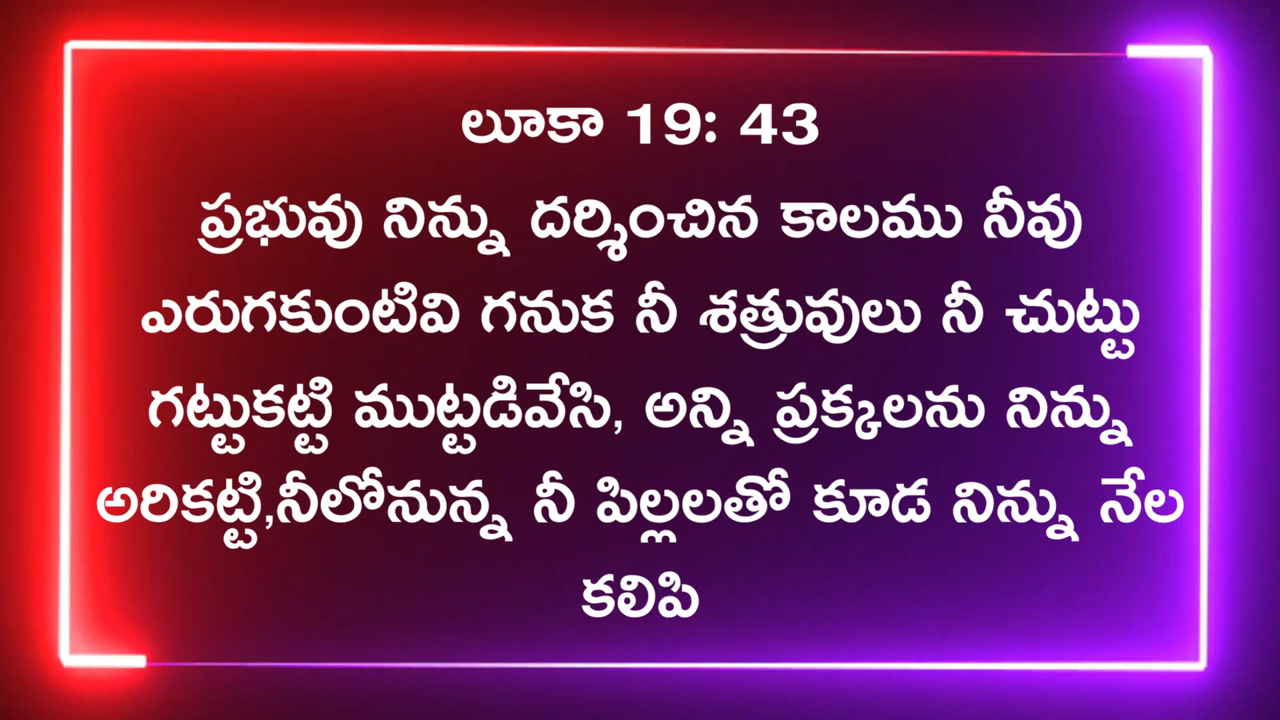 లూకా 19: 43
ప్రభువు నిన్ను దర్శించిన కాలము నీవు
ఎరుగకుంటివి గనుక నీ శత్రువులు నీ చుట్టు
గట్టుకట్టి ముట్టడివేసి, అన్ని ప్రక్కలను నిన్ను
అరికట్టి,నీలోనున్న నీ పిల్లలతో కూడ నిన్ను నేల
కలిపి